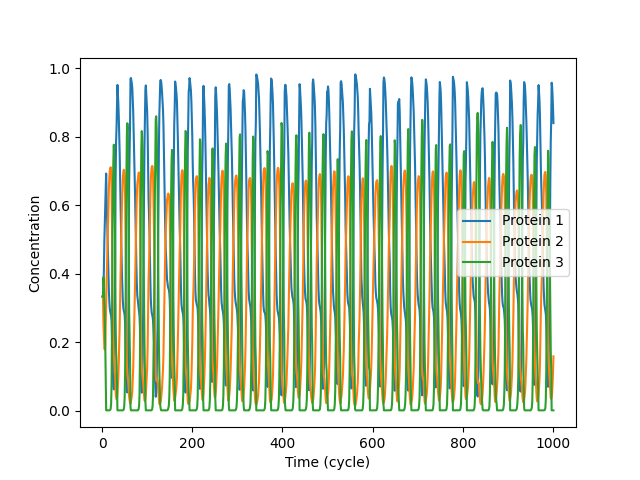 1.0
0.8
0.6
0.4
0.2
0.0
Concentration
Protein 1
Protein 2
Protein 3
0 200 400 600 800 1000
Time (cycle)